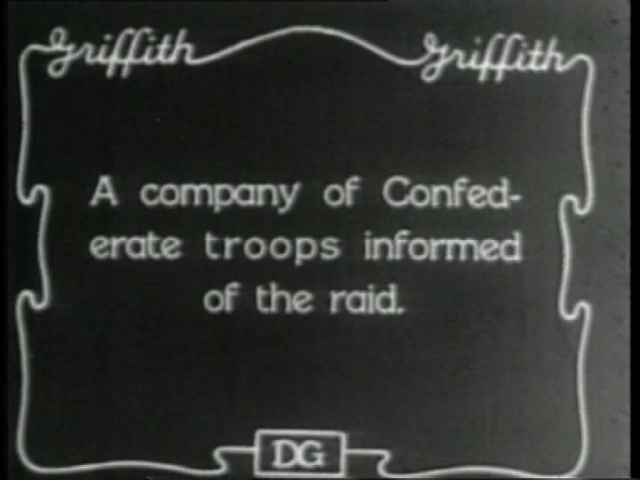 Griffith Griffith
A company of Confed-
erate troops informed
of the raid.
DG